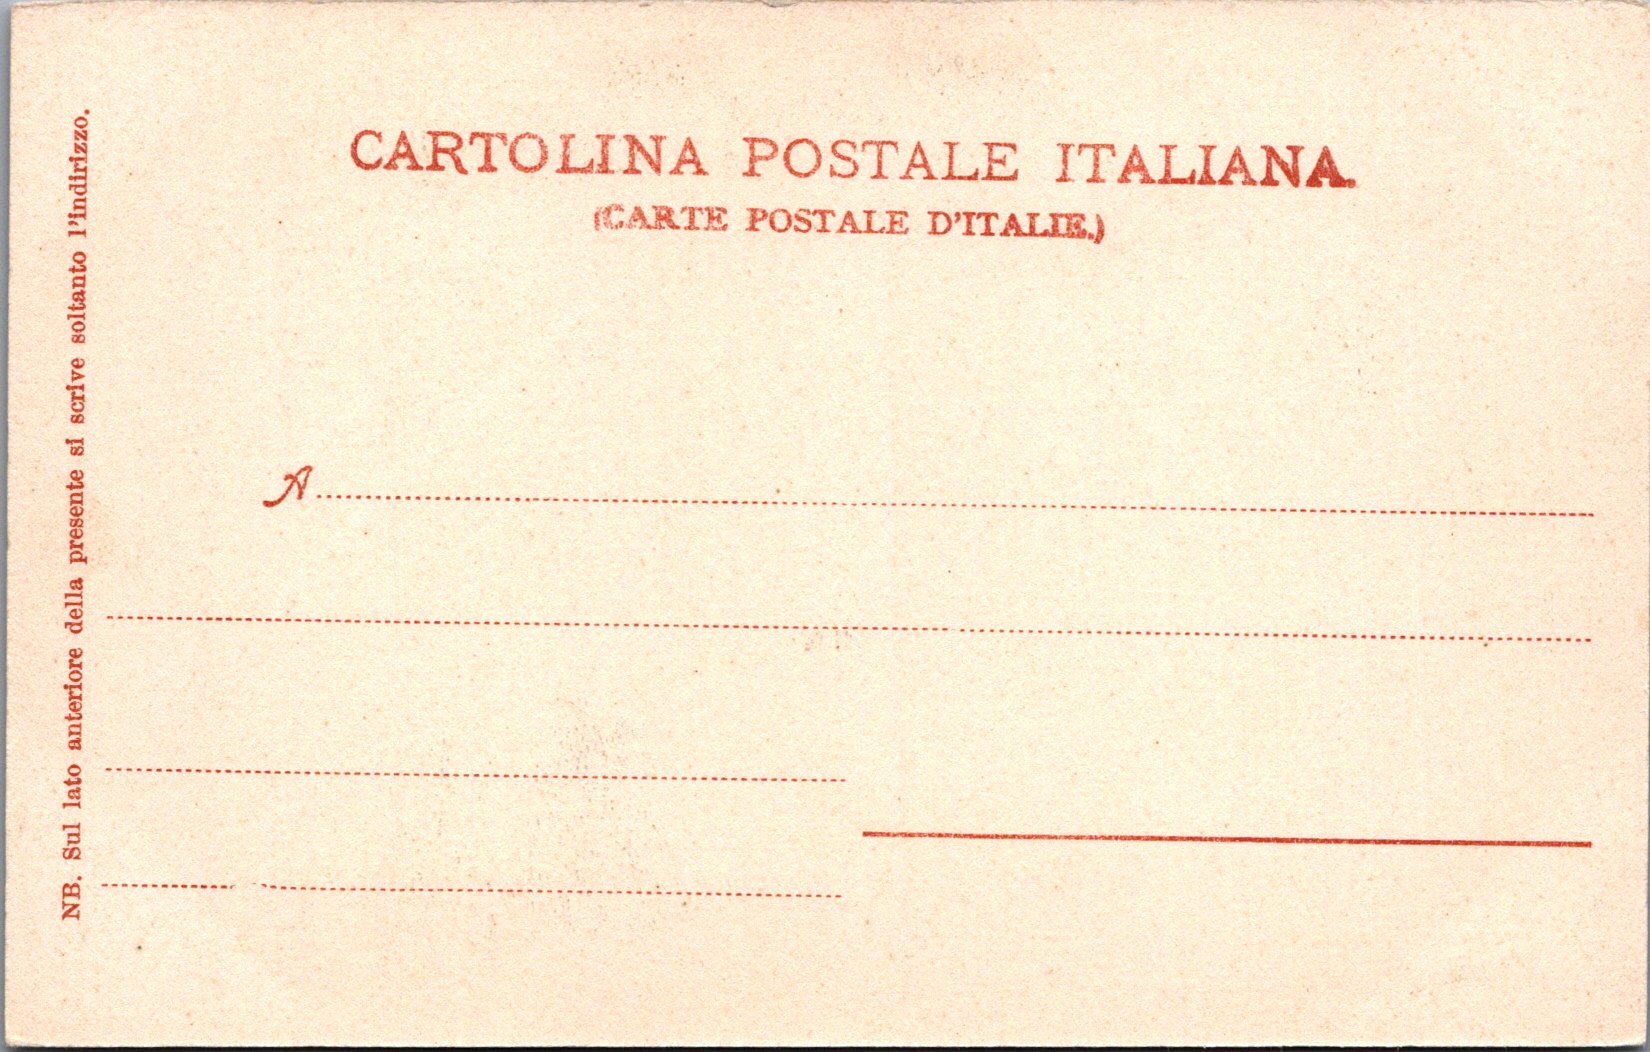 CARTOLINA POSTALE ITALIANA.
(CARTE POSTALE D'ITALIE.)
A
NB. Sul lato anteriore della presente si scrive soltanto l'indirizzo.